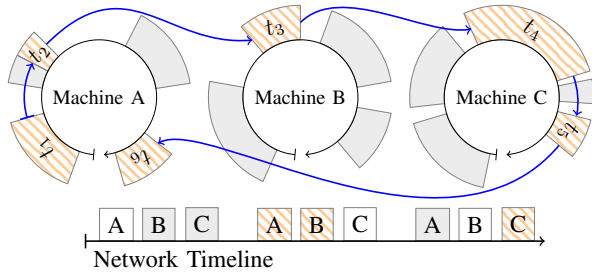 t2
t3
t4
Machine A
Machine B
Machine C
t1
t6
t5
A B C A B C A B C
Network Timeline